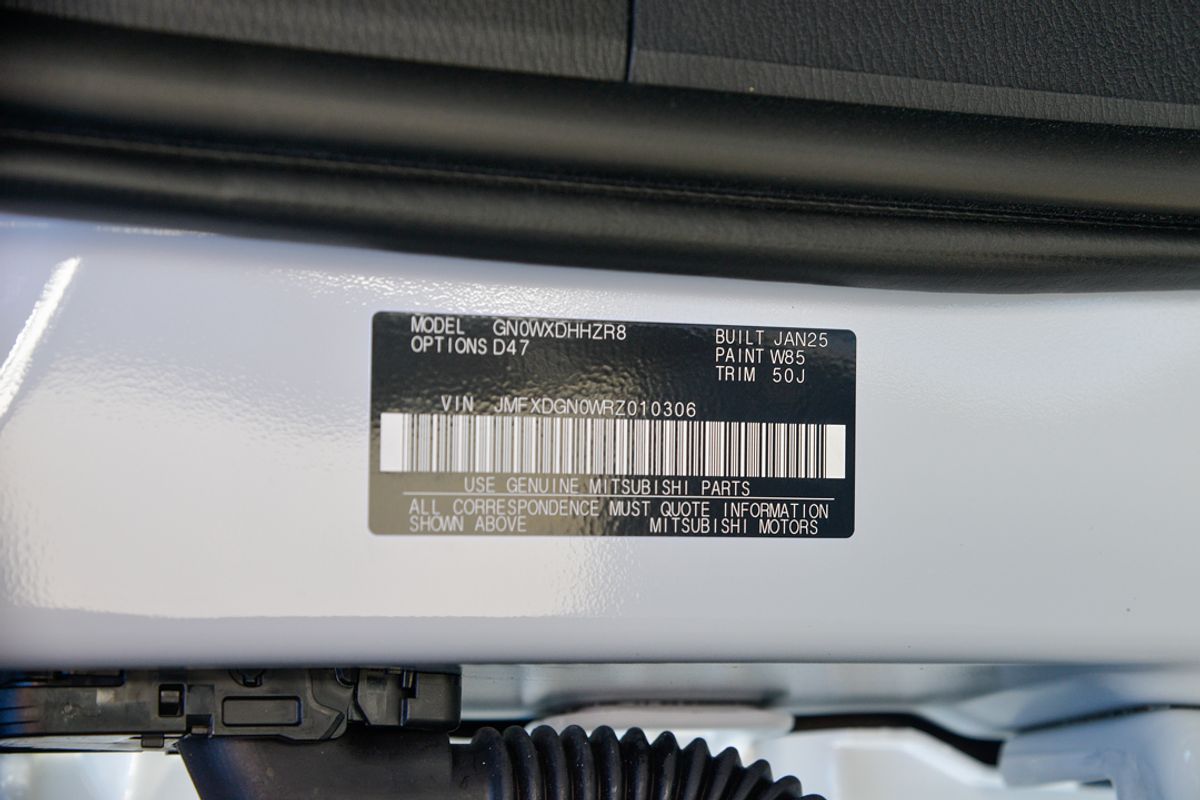 MODEL GN0WXDHHZR8
OPTIONS D47
BUILT JAN25
PAINT W85
TRIM 50J
VIN JMFXDGN0WRZ010306
USE GENUINE MITSUBISHI PARTS
ALL CORRESPONDENCE MUST QUOTE INFORMATION
SHOWN ABOVE MITSUBISHI MOTORS